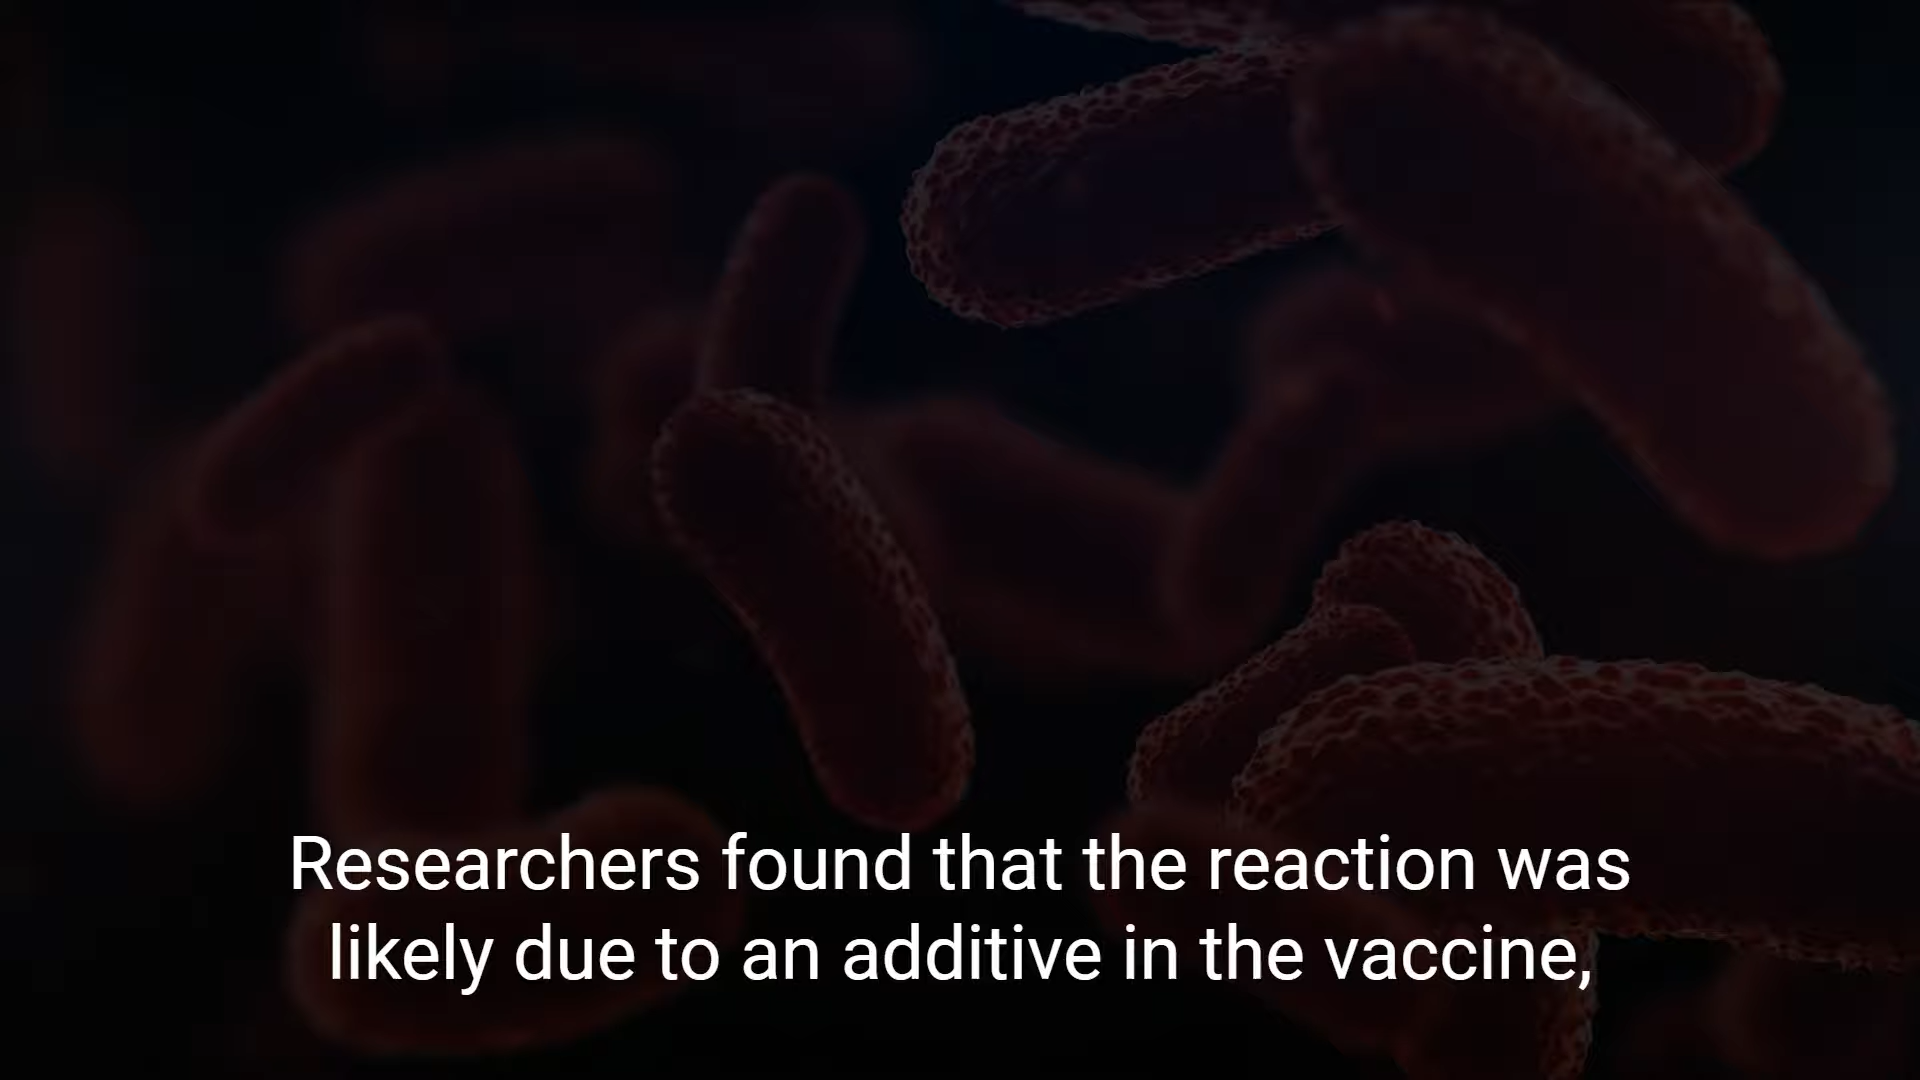 Researchers found that the reaction was
likely due to an additive in the vaccine,